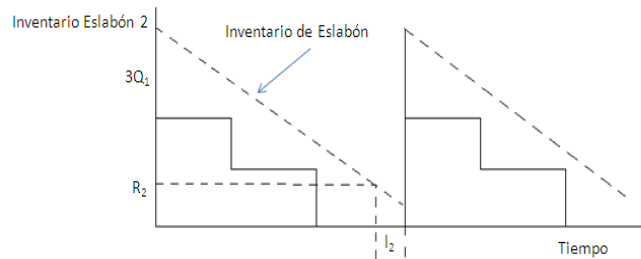 Inventario Eslabón 2
Inventario de Eslabón
3Q₁
R₂
l₂
Tiempo